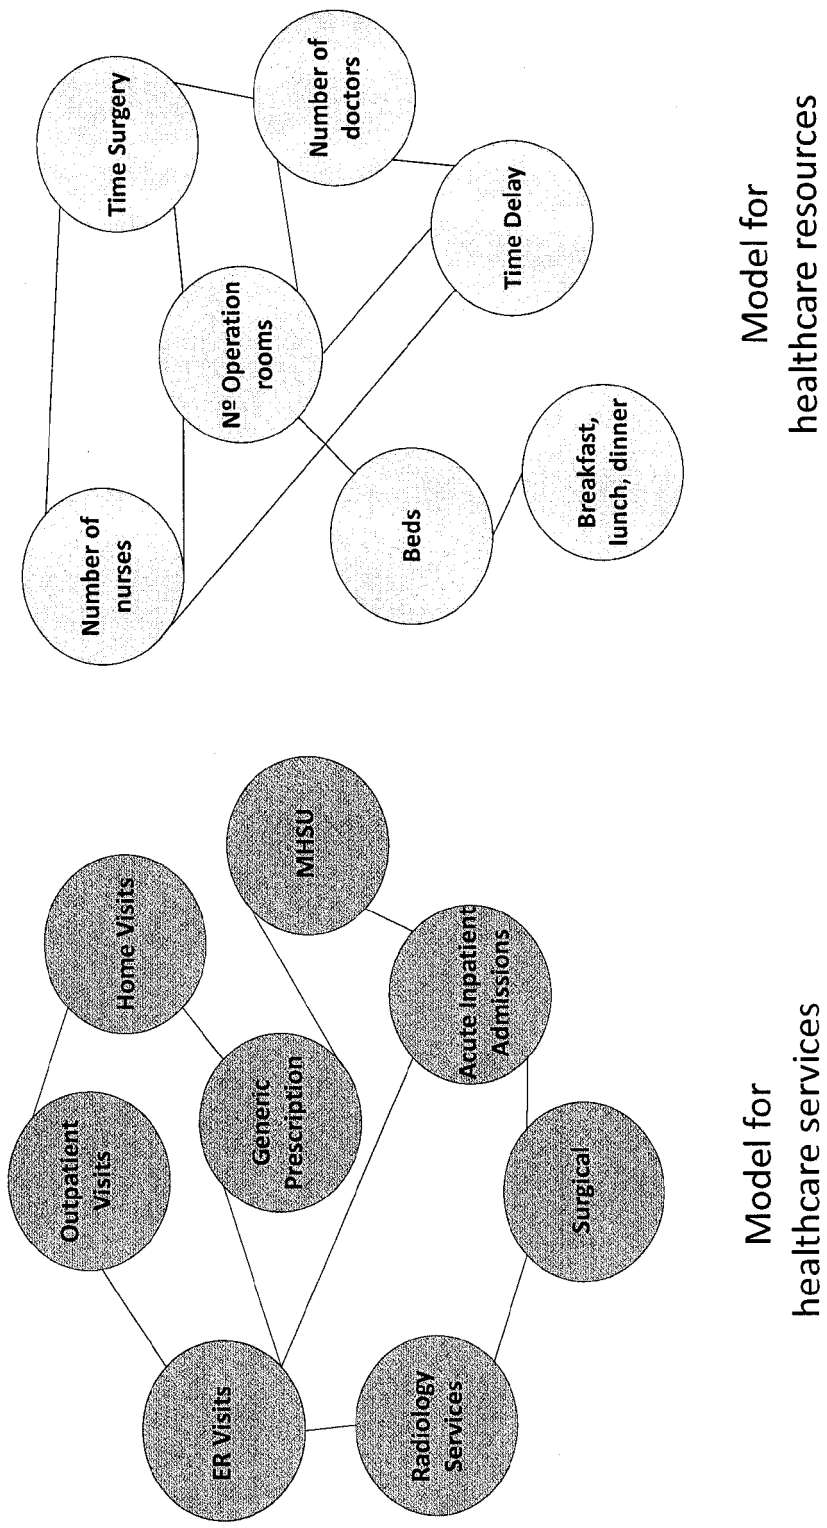 Outpatient
Visits
Home Visits
ER Visits
Generic
Prescription
MHSU
Radiology
Services
Acute Inpatient
Admissions
Surgical
Model for
healthcare services
Number of
nurses
Time Surgery
Nº Operation
rooms
Number of
doctors
Beds
Time Delay
Breakfast,
lunch, dinner
Model for
healthcare resources